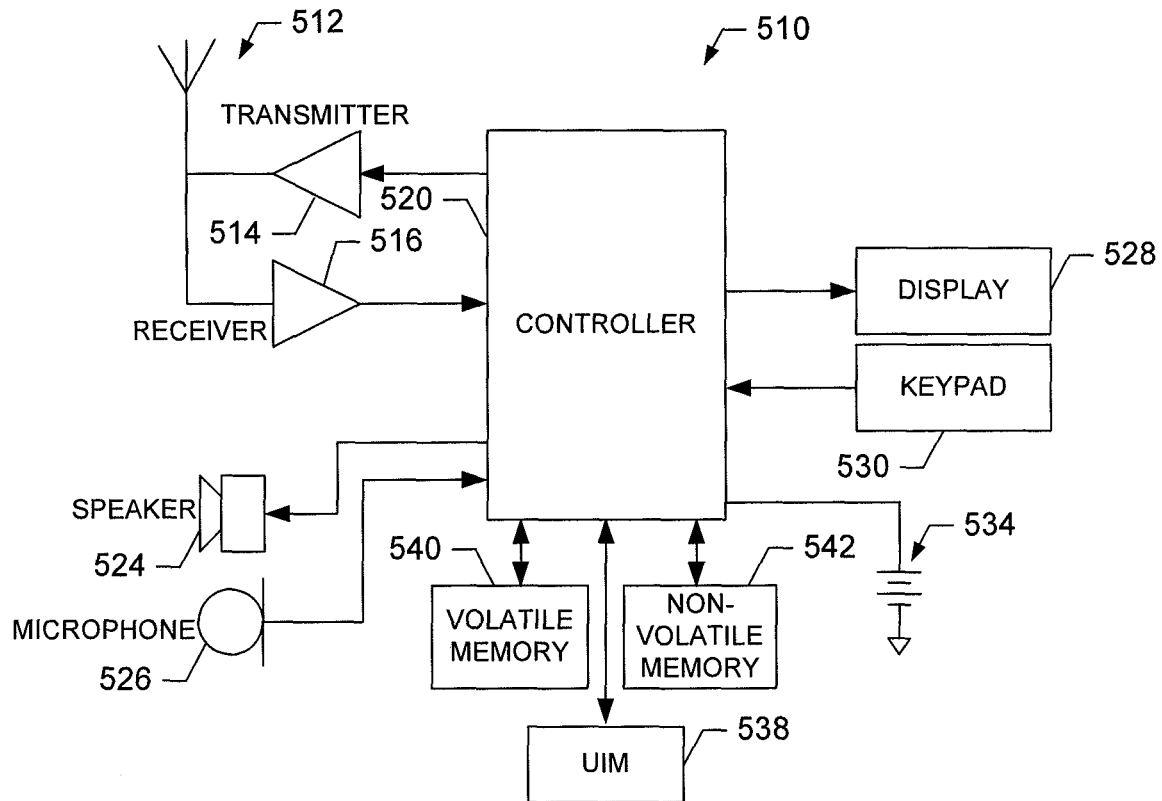 512
510
TRANSMITTER
520
514
516
RECEIVER
CONTROLLER
DISPLAY
528
KEYPAD
530
SPEAKER
524
MICROPHONE
526
540
VOLATILE
MEMORY
542
NON-
VOLATILE
MEMORY
534
UIM
538